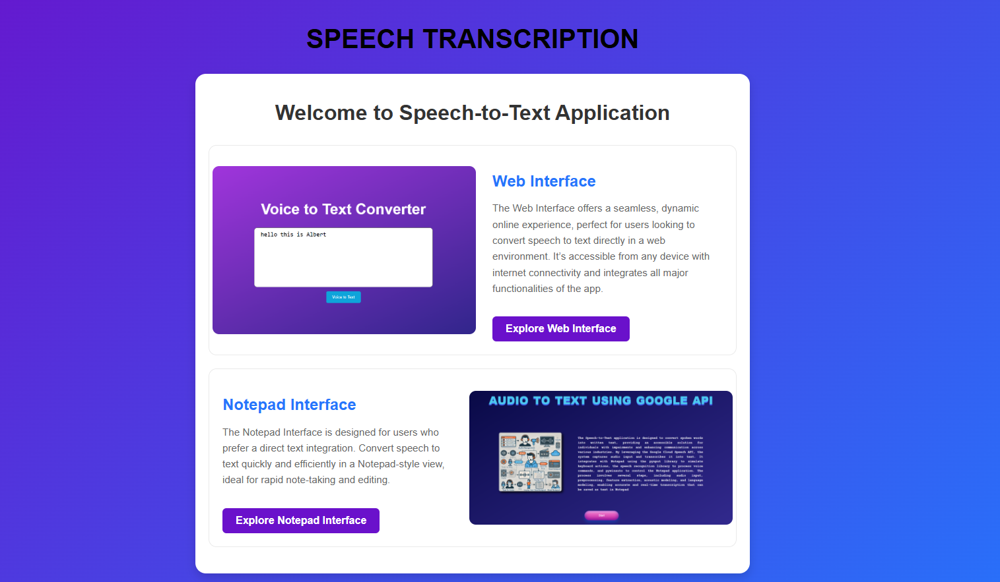 SPEECH TRANSCRIPTION
Welcome to Speech-to-Text Application
Voice to Text Converter
hello this is Albert
Voice to Text
Web Interface
The Web Interface offers a seamless, dynamic
online experience, perfect for users looking to
convert speech to text directly in a web
environment. It’s accessible from any device with
internet connectivity and integrates all major
functionalities of the app.
Explore Web Interface
Notepad Interface
The Notepad Interface is designed for users who
prefer a direct text integration. Convert speech to
text quickly and efficiently in a Notepad-style view,
ideal for rapid note-taking and editing.
Explore Notepad Interface
AUDIO TO TEXT USING GOOGLE API
The Speech-to-Text application is designed to convert spoken words
into written text, providing an accessible solution for
individuals with impairments and enhancing communication across
various industries. By leveraging the Google Cloud Speech API, the
system captures audio input and transcribes it into text. It
integrates with Notepad using the pynput library to simulate
keyboard actions, the speech recognition library to process voice
commands, and pywinauto to control the Notepad application. The
process involves several steps, including audio input,
preprocessing, feature extraction, acoustic modeling, and language
modeling, enabling accurate and real-time transcription that can
be saved as text in Notepad
Start